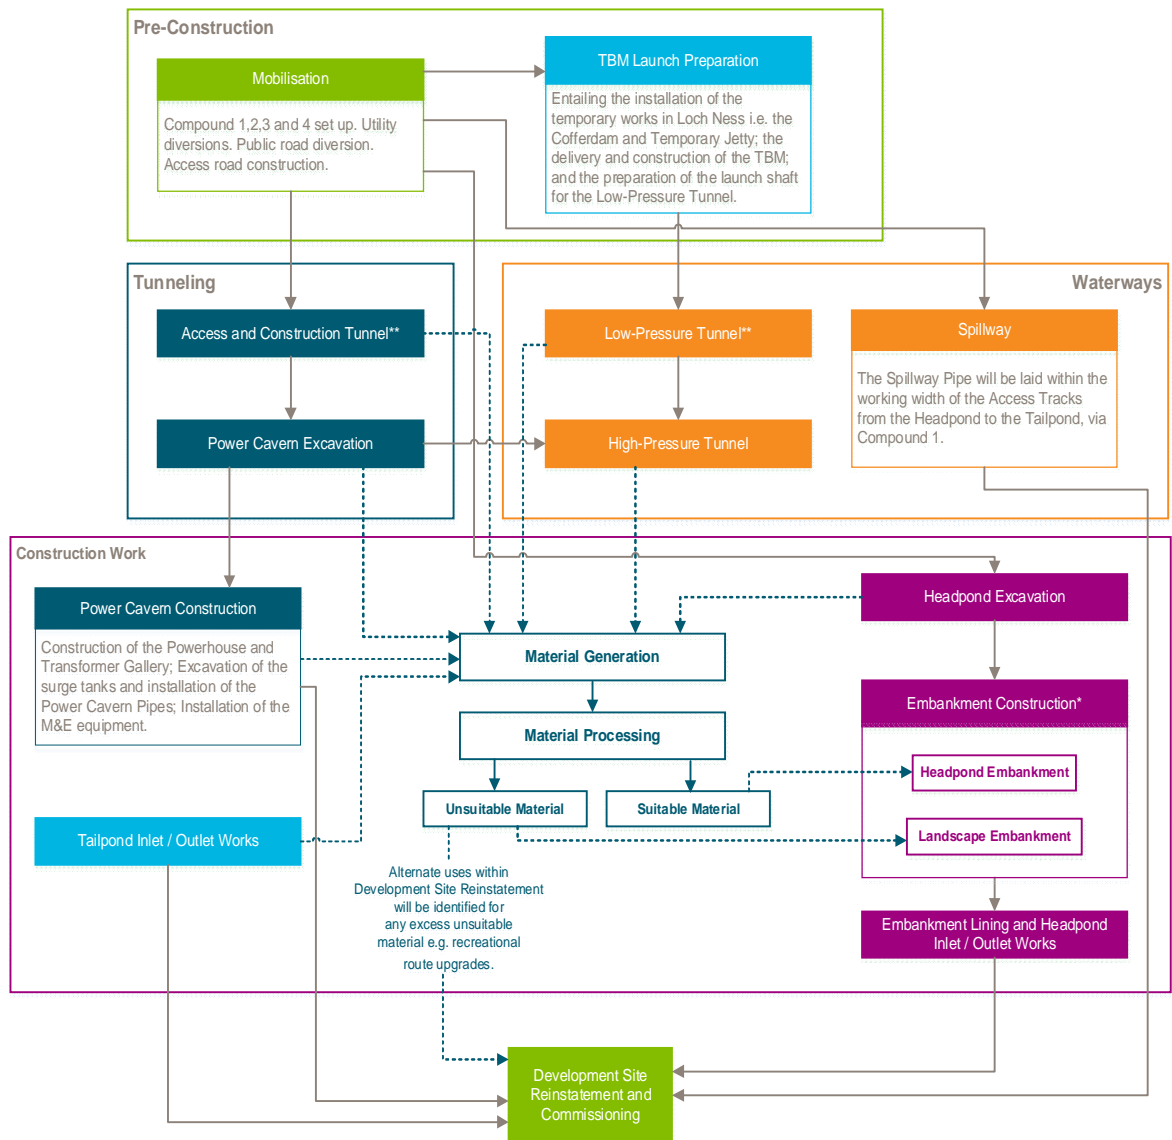 Pre-Construction
Mobilisation
Compound 1,2,3 and 4 set up. Utility
diversions. Public road diversion.
Access road construction.
TBM Launch Preparation
Entailing the installation of the
temporary works in Loch Ness i.e. the
Cofferdam and Temporary Jetty; the
delivery and construction of the TBM;
and the preparation of the launch shaft
for the Low-Pressure Tunnel.
Tunneling
Access and Construction Tunnel**
Power Cavern Excavation
Waterways
Low-Pressure Tunnel**
High-Pressure Tunnel
Spillway
The Spillway Pipe will be laid within the
working width of the Access Tracks
from the Headpond to the Tailpond, via
Compound 1.
Construction Work
Power Cavern Construction
Construction of the Powerhouse and
Transformer Gallery; Excavation of the
surge tanks and installation of the
Power Cavern Pipes; Installation of the
M&E equipment.
Tailpond Inlet / Outlet Works
Material Generation
Material Processing
Unsuitable Material
Suitable Material
Alternate uses within
Development Site Reinstatement
will be identified for
any excess unsuitable
material e.g. recreational
route upgrades.
Headpond Excavation
Embankment Construction*
Headpond Embankment
Landscape Embankment
Embankment Lining and Headpond
Inlet / Outlet Works
Development Site
Reinstatement and
Commissioning